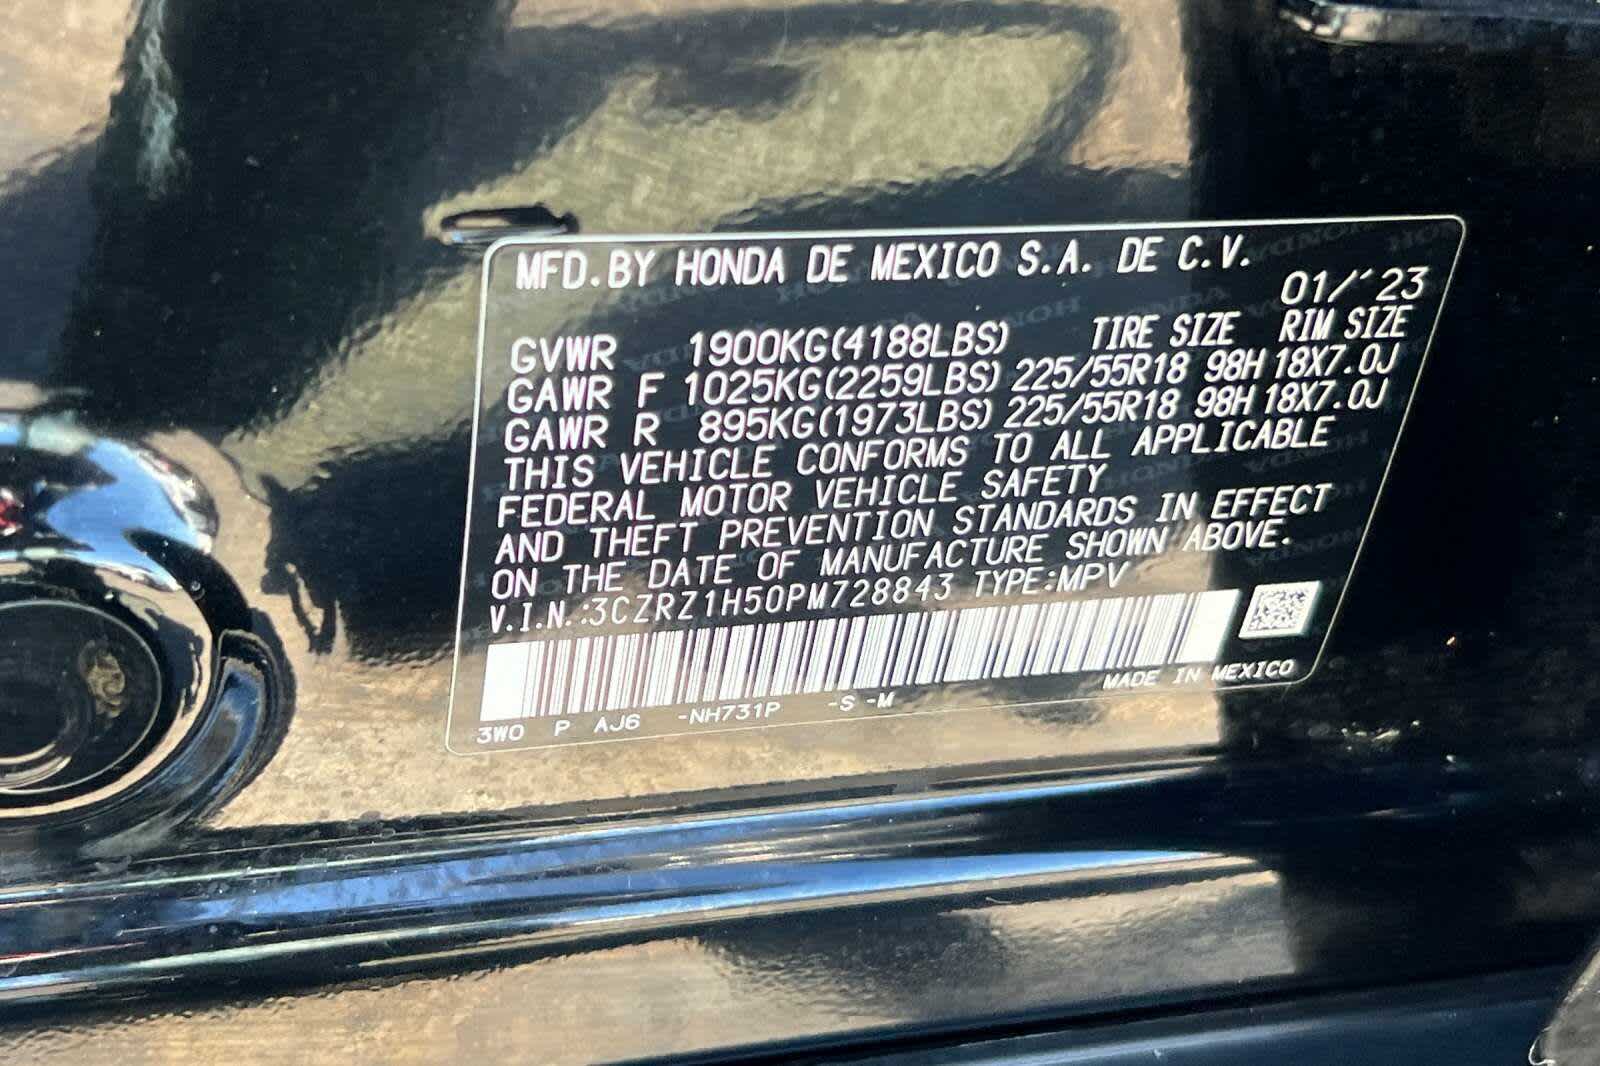 MFD.BY HONDA DE MEXICO S.A. DE C.V.
01/'23
GVWR 1900KG(4188LBS) TIRE SIZE RIM SIZE
GAWR F 1025KG(2259LBS) 225/55R18 98H 18X7.0J
GAWR R 895KG(1973LBS) 225/55R18 98H 18X7.0J
THIS VEHICLE CONFORMS TO ALL APPLICABLE
FEDERAL MOTOR VEHICLE SAFETY
AND THEFT PREVENTION STANDARDS IN EFFECT
ON THE DATE OF MANUFACTURE SHOWN ABOVE.
V.I.N.:3CZRZ1H50PM728843 TYPE:MPV
MADE IN MEXICO
3W0 P AJ6 -NH731P -S -M